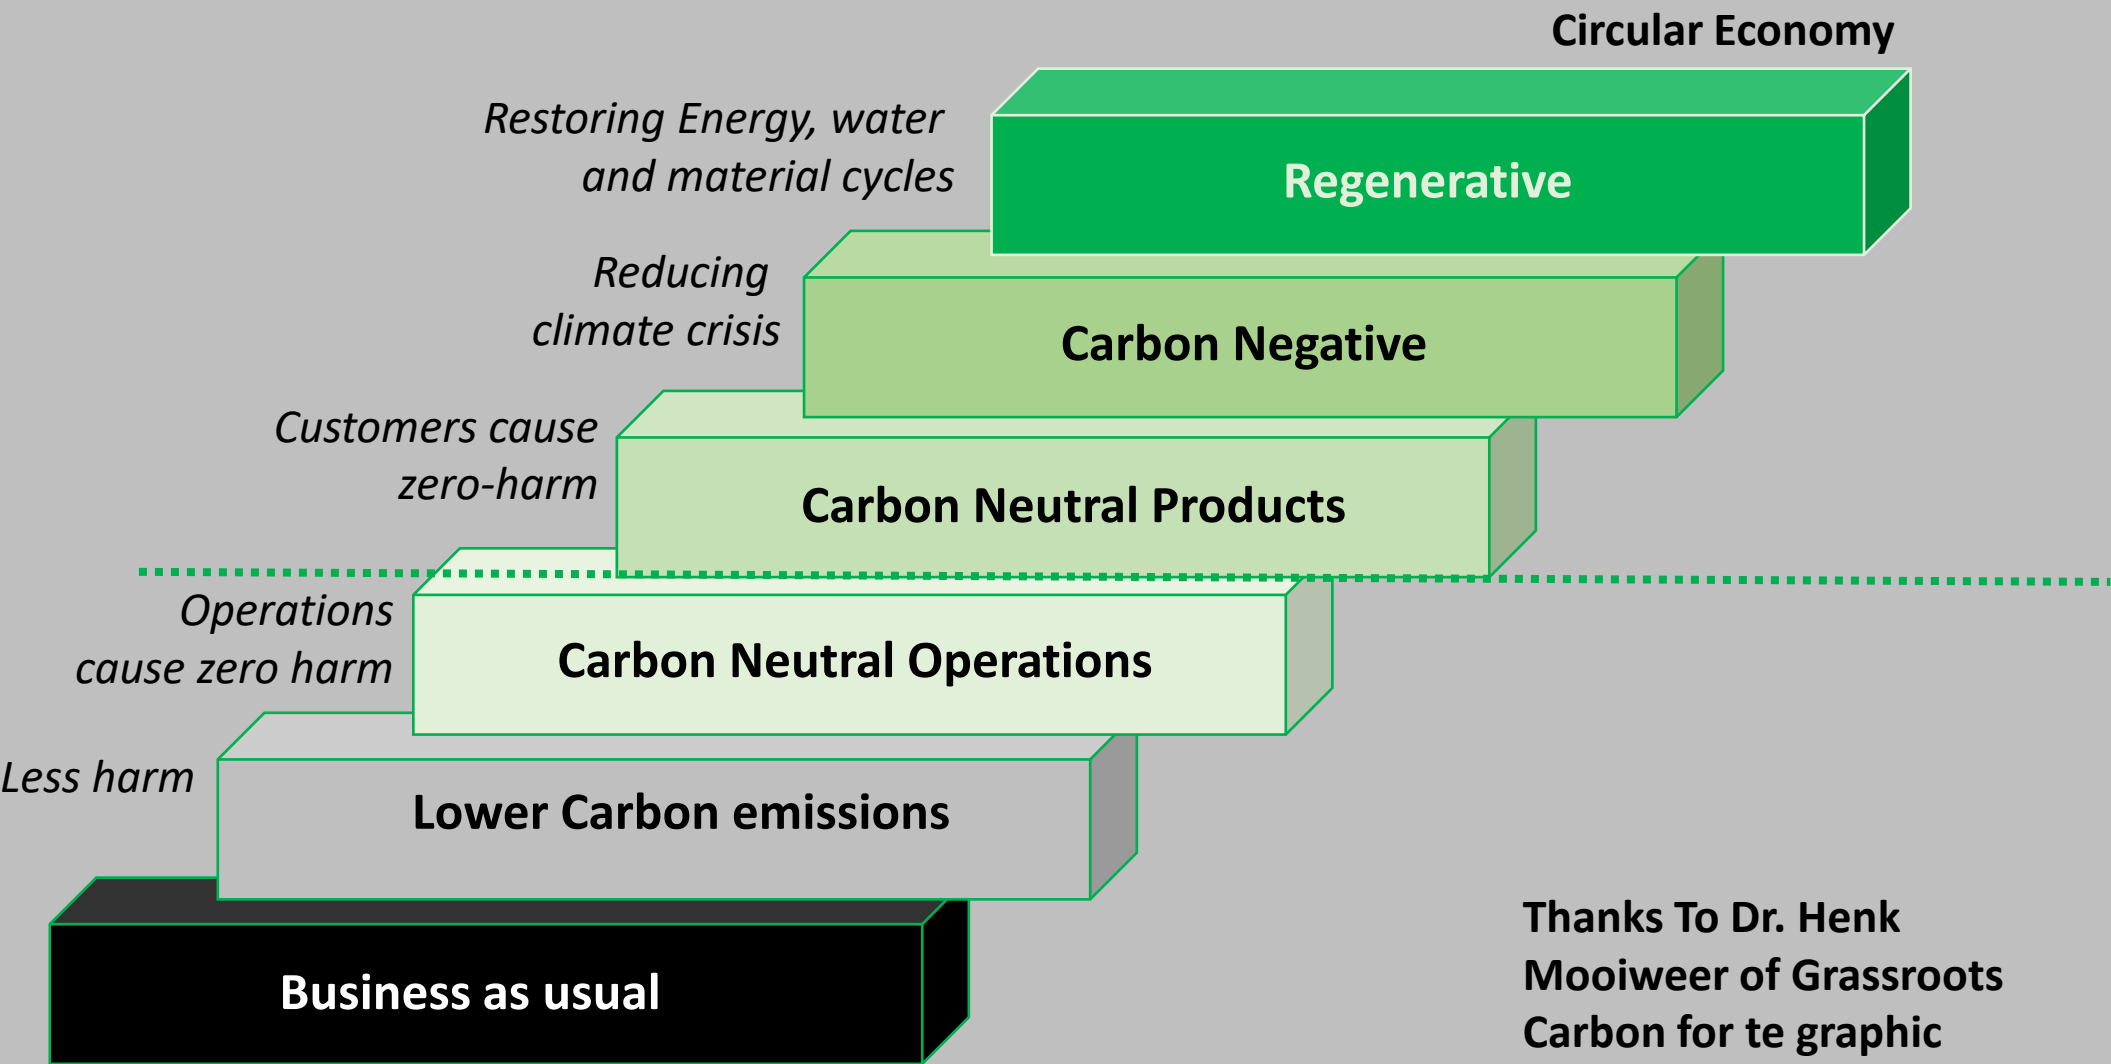 Circular Economy
Restoring Energy, water
and material cycles
Regenerative
Reducing
climate crisis
Carbon Negative
Customers cause
zero-harm
Carbon Neutral Products
Operations
cause zero harm
Carbon Neutral Operations
Less harm
Lower Carbon emissions
Business as usual
Thanks To Dr. Henk
Mooiweer of Grassroots
Carbon for te graphic